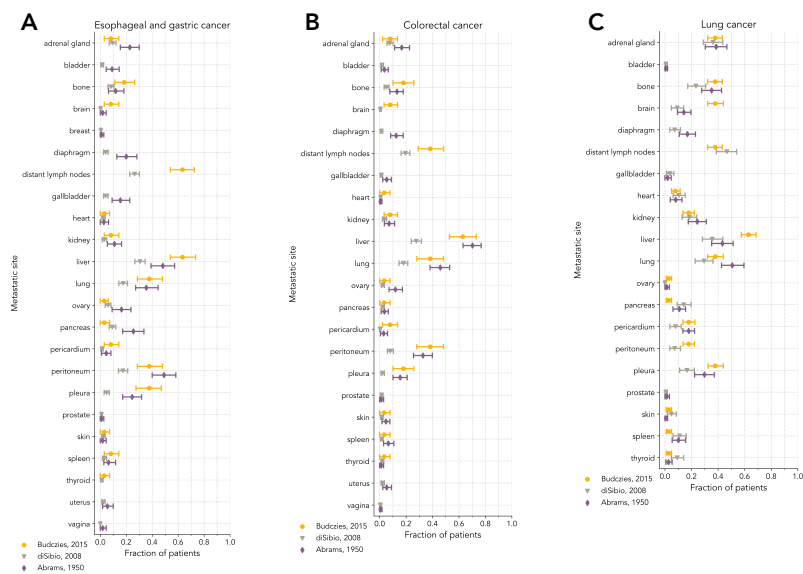 A
Esophageal and gastric cancer
adrenal gland
bladder
bone
brain
breast
diaphragm
distant lymph nodes
gallbladder
heart
kidney
liver
lung
ovary
pancreas
pericardium
peritoneum
pleura
prostate
skin
spleen
thyroid
uterus
vagina
Metastatic site
0.0 0.2 0.4 0.6 0.8 1.0
Fraction of patients
Budczies, 2015
diSibio, 2008
Abrams, 1950
B
Colorectal cancer
adrenal gland
bladder
bone
brain
diaphragm
distant lymph nodes
gallbladder
heart
kidney
liver
lung
ovary
pancreas
pericardium
peritoneum
pleura
prostate
skin
spleen
thyroid
uterus
vagina
Metastatic site
0.0 0.2 0.4 0.6 0.8 1.0
Fraction of patients
Budczies, 2015
diSibio, 2008
Abrams, 1950
C
Lung cancer
adrenal gland
bladder
bone
brain
diaphragm
distant lymph nodes
gallbladder
heart
kidney
liver
lung
ovary
pancreas
pericardium
peritoneum
pleura
prostate
skin
spleen
thyroid
Metastatic site
0.0 0.2 0.4 0.6 0.8 1.0
Fraction of patients
Budczies, 2015
diSibio, 2008
Abrams, 1950